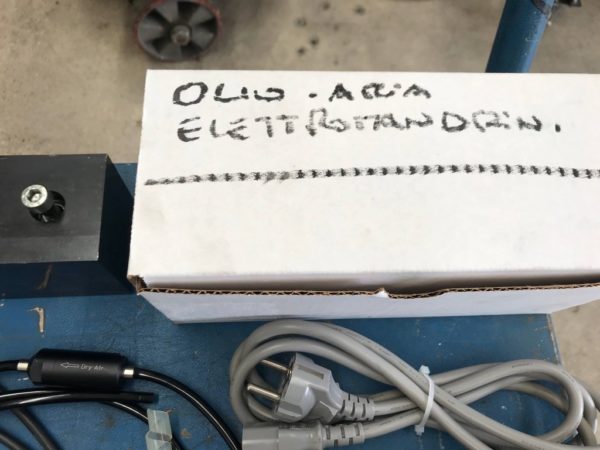 OLIO . ARIA
ELETTROMANDRIN.
Dry Air